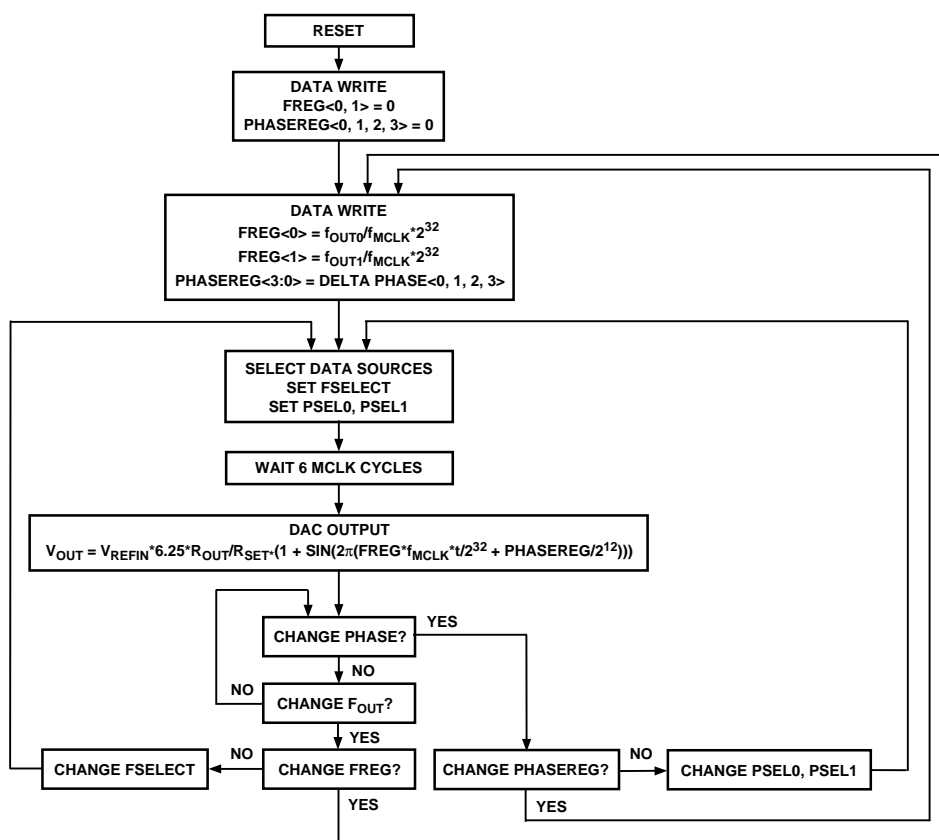 RESET
DATA WRITE
FREG<0, 1> = 0
PHASEREG<0, 1, 2, 3> = 0
DATA WRITE
FREG<0> = fOUT0/fMCLK*2^32
FREG<1> = fOUT1/fMCLK*2^32
PHASEREG<3:0> = DELTA PHASE<0, 1, 2, 3>
SELECT DATA SOURCES
SET FSELECT
SET PSEL0, PSEL1
WAIT 6 MCLK CYCLES
DAC OUTPUT
VOUT = VREFIN*6.25*ROUT/RSET*(1 + SIN(2π(FREG*fMCLK*t/2^32 + PHASEREG/2^12)))
CHANGE PHASE?
YES
NO
NO
CHANGE FOUT?
YES
CHANGE FSELECT
NO
CHANGE FREG?
YES
CHANGE PHASEREG?
NO
CHANGE PSEL0, PSEL1
YES